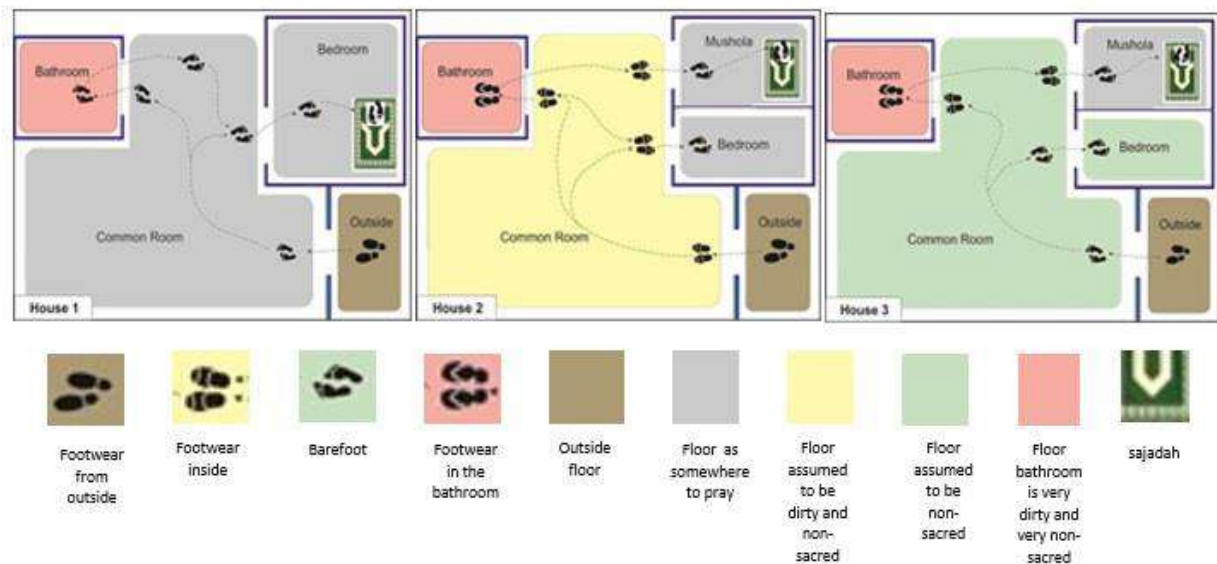 Bathroom
Bedroom
Common Room
Outside
House 1
Bathroom
Mushola
Bedroom
Common Room
Outside
House 2
Bathroom
Mushola
Bedroom
Common Room
Outside
House 3
Footwear
from
outside
Footwear
inside
Barefoot
Footwear
in the
bathroom
Outside
floor
Floor as
somewhere
to pray
Floor
assumed
to be
dirty and
non-
sacred
Floor
assumed
to be
non-
sacred
Floor
bathroom
is very
dirty and
very non-
sacred
sajadah